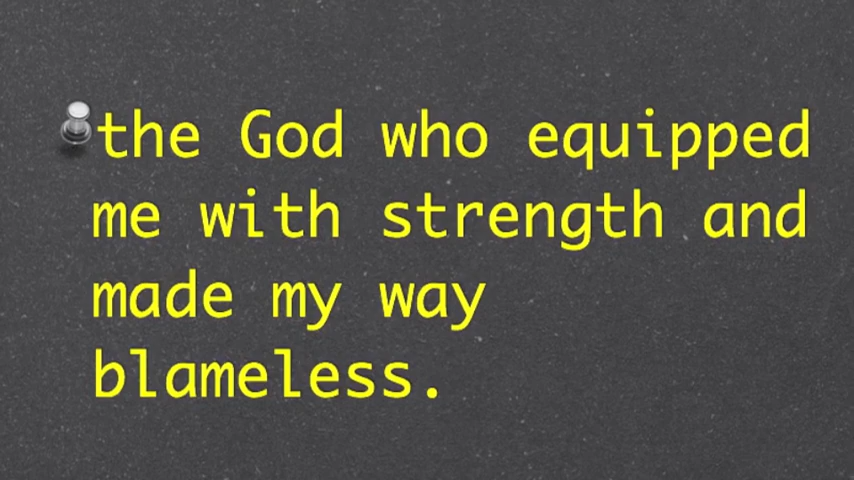 the God who equipped
me with strength and
made my way
blameless.